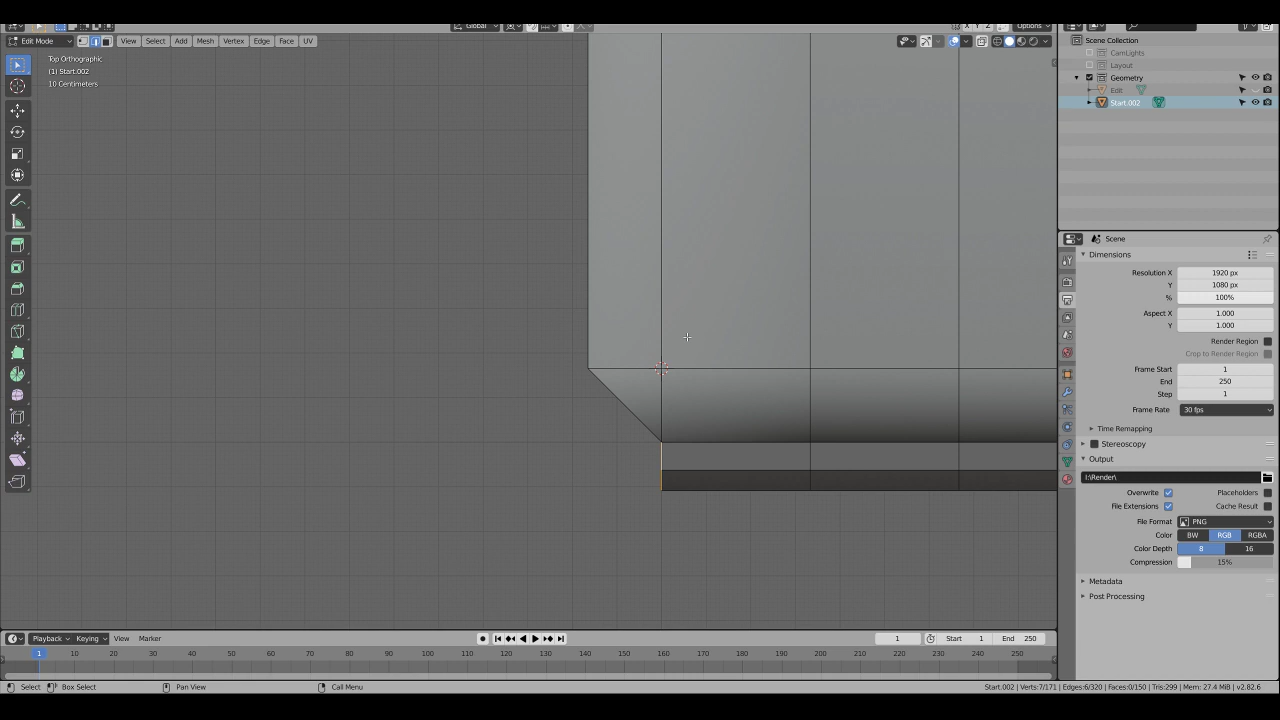 Global
X Y Z
Options
Edit Mode
View Select Add Mesh Vertex Edge Face UV
Top Orthographic
(1) Start.002
10 Centimeters
Scene Collection
CamLights
Layout
Geometry
Edit
Start.002
Scene
Dimensions
Resolution X 1920 px
Y 1080 px
% 100%
Aspect X 1.000
Y 1.000
Render Region
Crop to Render Region
Frame Start 1
End 250
Step 1
Frame Rate 30 fps
Time Remapping
Stereoscopy
Output
I:\Render\
Overwrite Placeholders
File Extensions Cache Result
File Format PNG
Color BW RGB RGBA
Color Depth 8 16
Compression 15%
Metadata
Post Processing
Playback Keying View Marker
1 Start 1 End 250
1 10 20 30 40 50 60 70 80 90 100 110 120 130 140 150 160 170 180 190 200 210 220 230 240 250
Select Box Select Pan View Call Menu
Start.002 | Verts:7/171 | Edges:6/320 | Faces:0/150 | Tris:299 | Mem: 27.4 MiB | v2.82.6